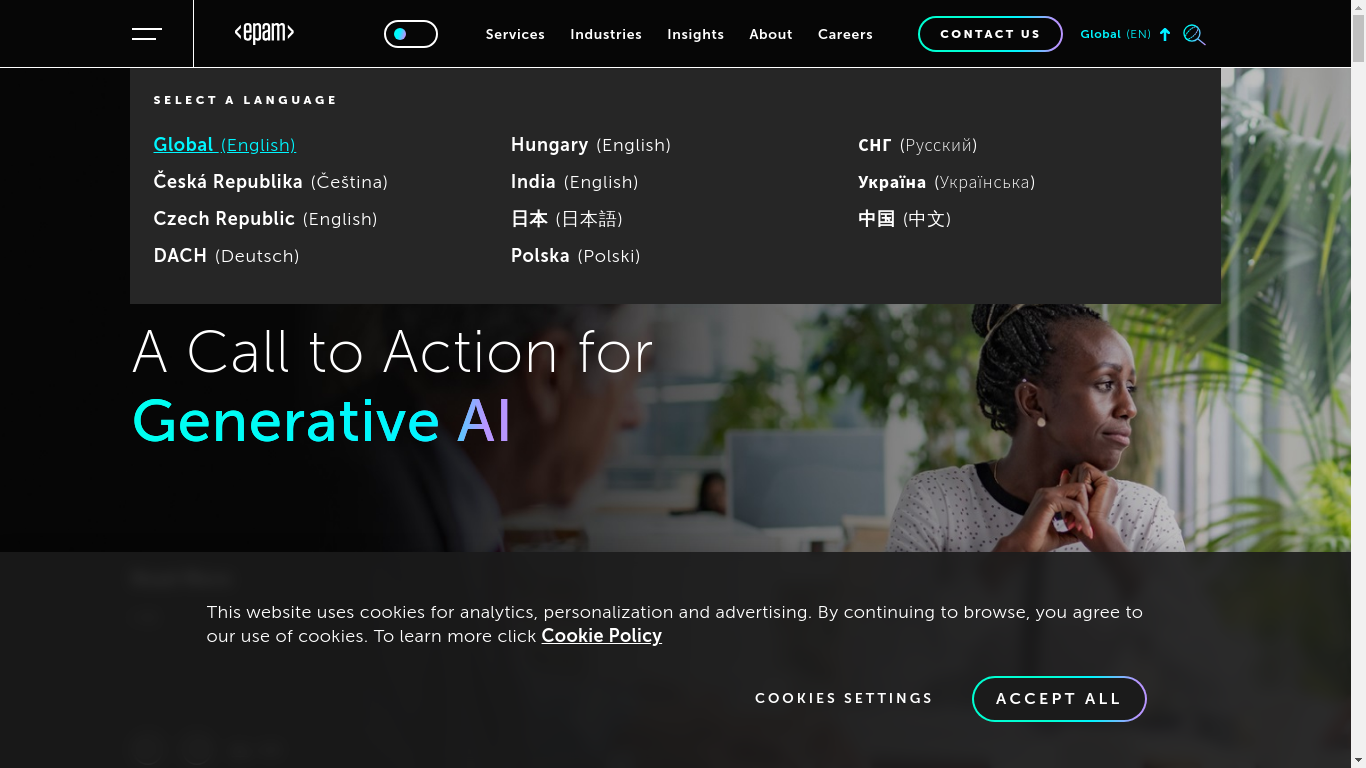 <epam>
Services Industries Insights About Careers CONTACT US Global (EN)
SELECT A LANGUAGE
Global (English)
Česká Republika (Čeština)
Czech Republic (English)
DACH (Deutsch)
Hungary (English)
India (English)
日本 (日本語)
Polska (Polski)
СНГ (Русский)
Україна (Українська)
中国 (中文)
A Call to Action for
Generative AI
This website uses cookies for analytics, personalization and advertising. By continuing to browse, you agree to
our use of cookies. To learn more click Cookie Policy
COOKIES SETTINGS ACCEPT ALL